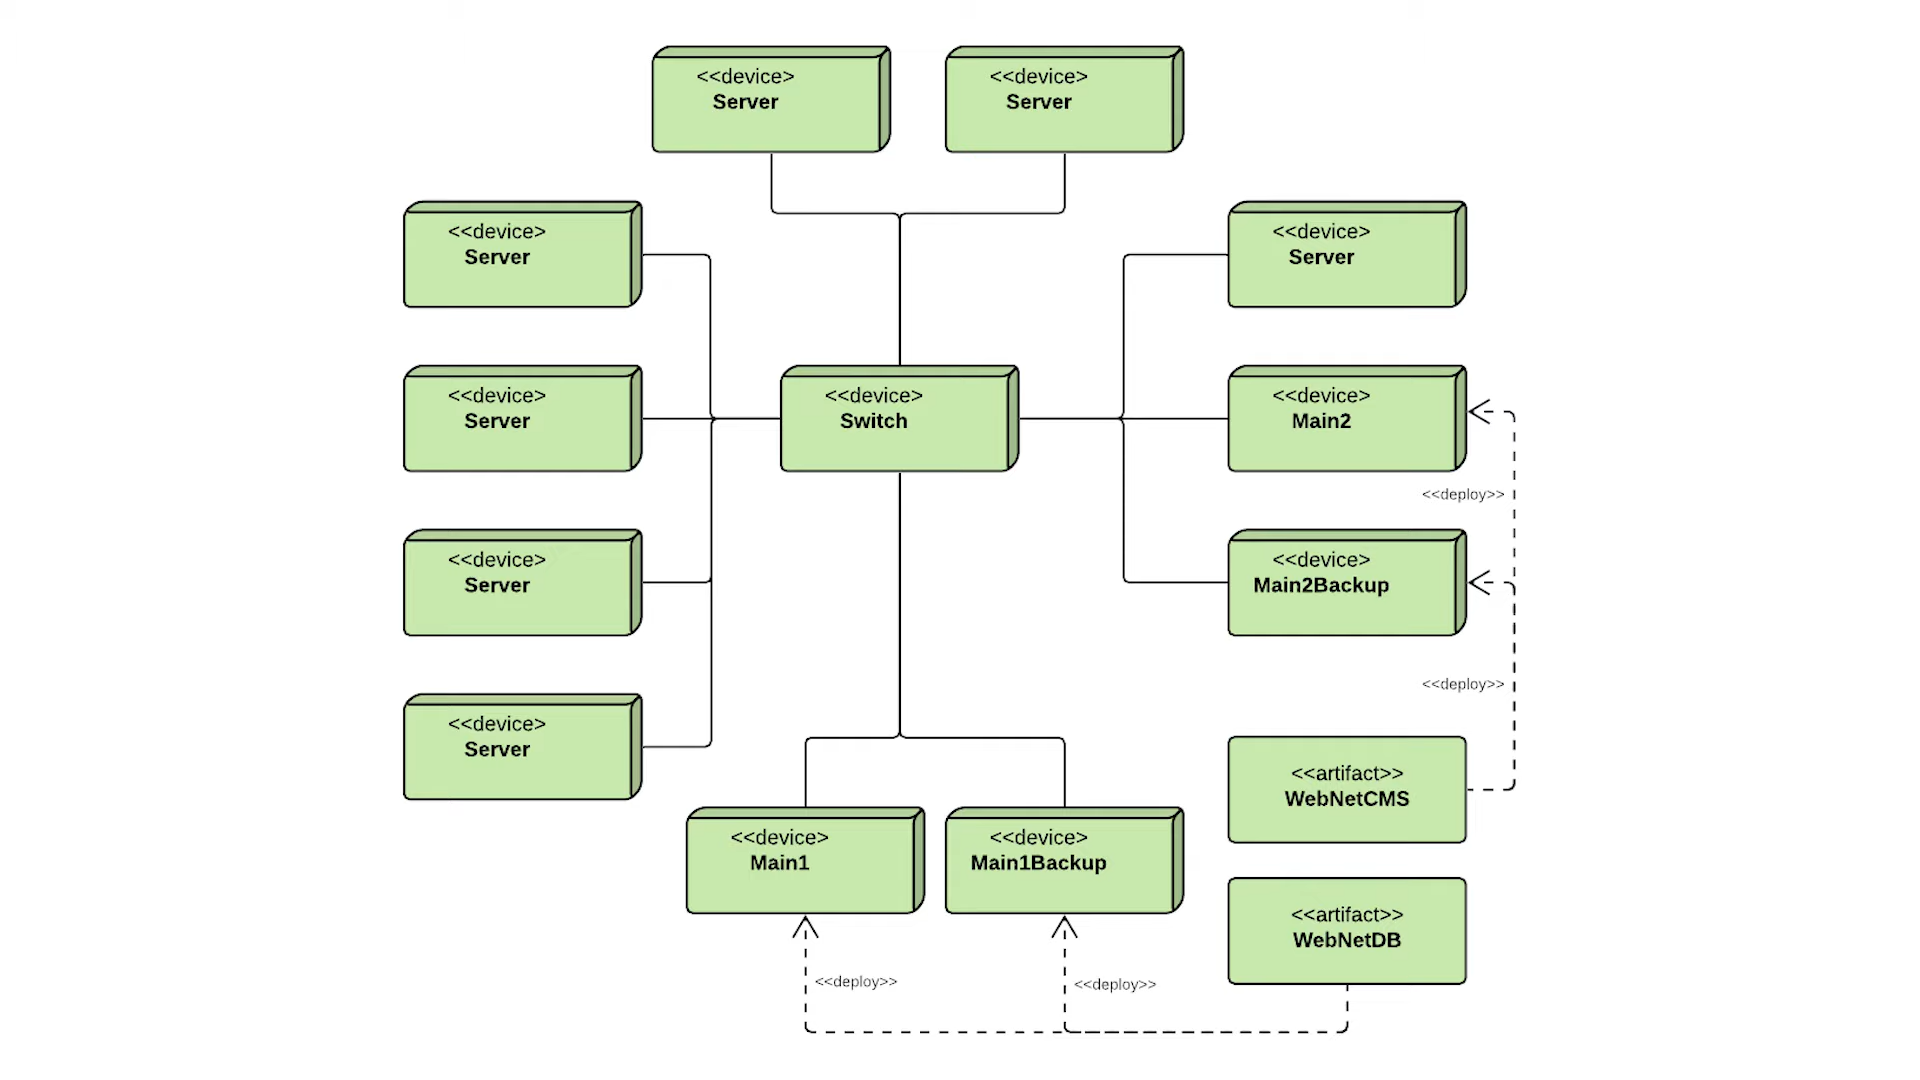 <<device>
Server
<<device>
Server
<<device>
Server
<<device>
Server
<<device>
Server
<<device>
Switch
<<device>
Main2
<<deploy>>
<<device>
Server
<<device>
Main2Backup
<<deploy>>
<<device>
Server
<<artifact>>
WebNetCMS
<<device>
Main1
<<device>
Main1Backup
<<artifact>>
WebNetDB
<<deploy>>
<<deploy>>